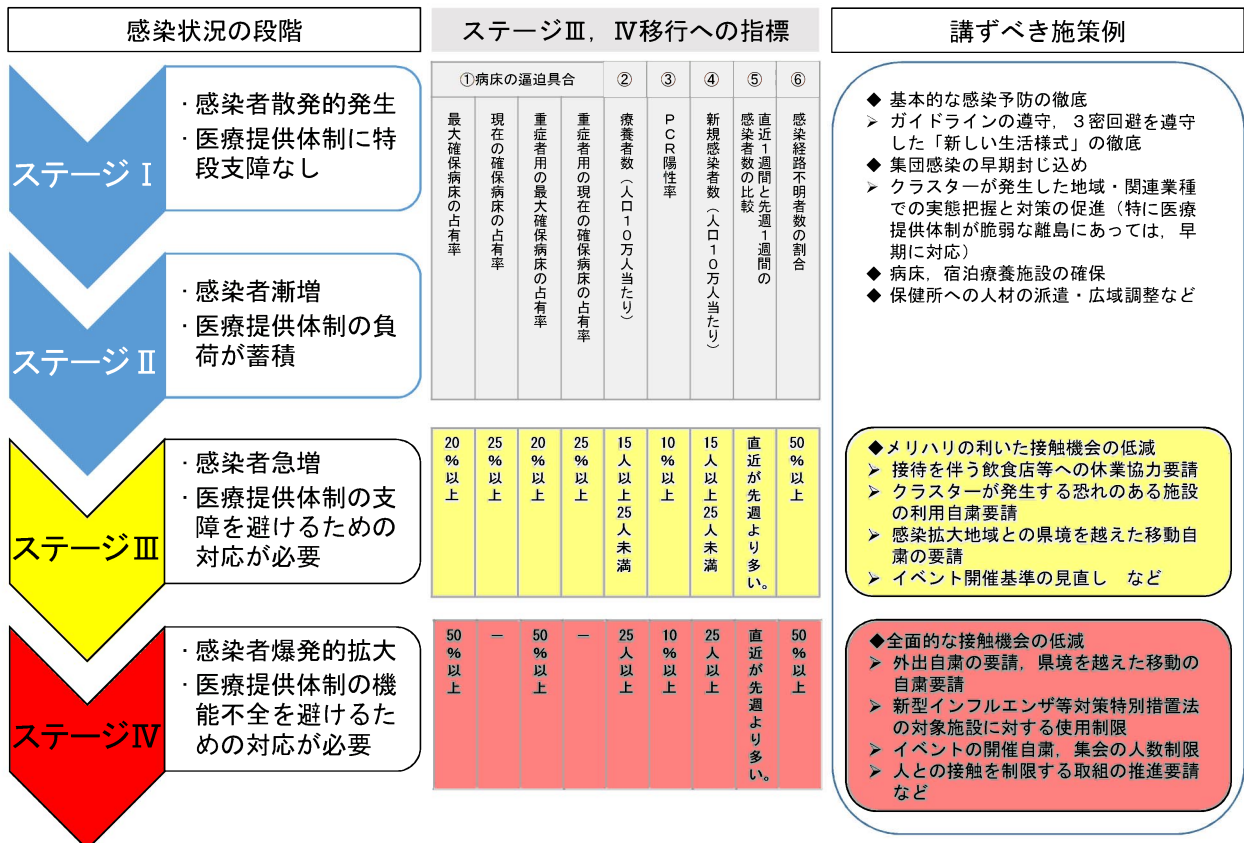 感染状況の段階
ステージⅢ，Ⅳ移行への指標
講ずべき施策例
ステージⅠ
・感染者散発的発生
・医療提供体制に特
段支障なし
ステージⅡ
・感染者漸増
・医療提供体制の負
荷が蓄積
ステージⅢ
・感染者急増
・医療提供体制の支
障を避けるための
対応が必要
ステージⅣ
・感染者爆発的拡大
・医療提供体制の機
能不全を避けるた
めの対応が必要
①病床の逼迫具合
②
③
④
⑤
⑥
最大確保病床の占有率
現在の確保病床の占有率
重症者用の最大確保病床の占有率
重症者用の現在の確保病床の占有率
療養者数（人口１０万人当たり）
ＰＣＲ陽性率
新規感染者数（人口１０万人当たり）
直近１週間と先週１週間の
感染者数の比較
感染経路不明者数の割合
20%以上
25%以上
20%以上
25%以上
15人以上25人未満
10%以上
15人以上25人未満
直近が先週より多い。
50%以上
50%以上
－
50%以上
－
25人以上
10%以上
25人以上
直近が先週より多い。
50%以上
◆ 基本的な感染予防の徹底
➢ ガイドラインの遵守，３密回避を遵守
した「新しい生活様式」の徹底
◆ 集団感染の早期封じ込め
➢ クラスターが発生した地域・関連業種
での実態把握と対策の促進（特に医療
提供体制が脆弱な離島にあっては，早
期に対応）
◆ 病床，宿泊療養施設の確保
◆ 保健所への人材の派遣・広域調整など
◆メリハリの利いた接触機会の低減
➢ 接待を伴う飲食店等への休業協力要請
➢ クラスターが発生する恐れのある施設
の利用自粛要請
➢ 感染拡大地域との県境を越えた移動自
粛の要請
➢ イベント開催基準の見直し　など
◆全面的な接触機会の低減
➢ 外出自粛の要請，県境を越えた移動の
自粛要請
➢ 新型インフルエンザ等対策特別措置法
の対象施設に対する使用制限
➢ イベントの開催自粛，集会の人数制限
➢ 人との接触を制限する取組の推進要請
など